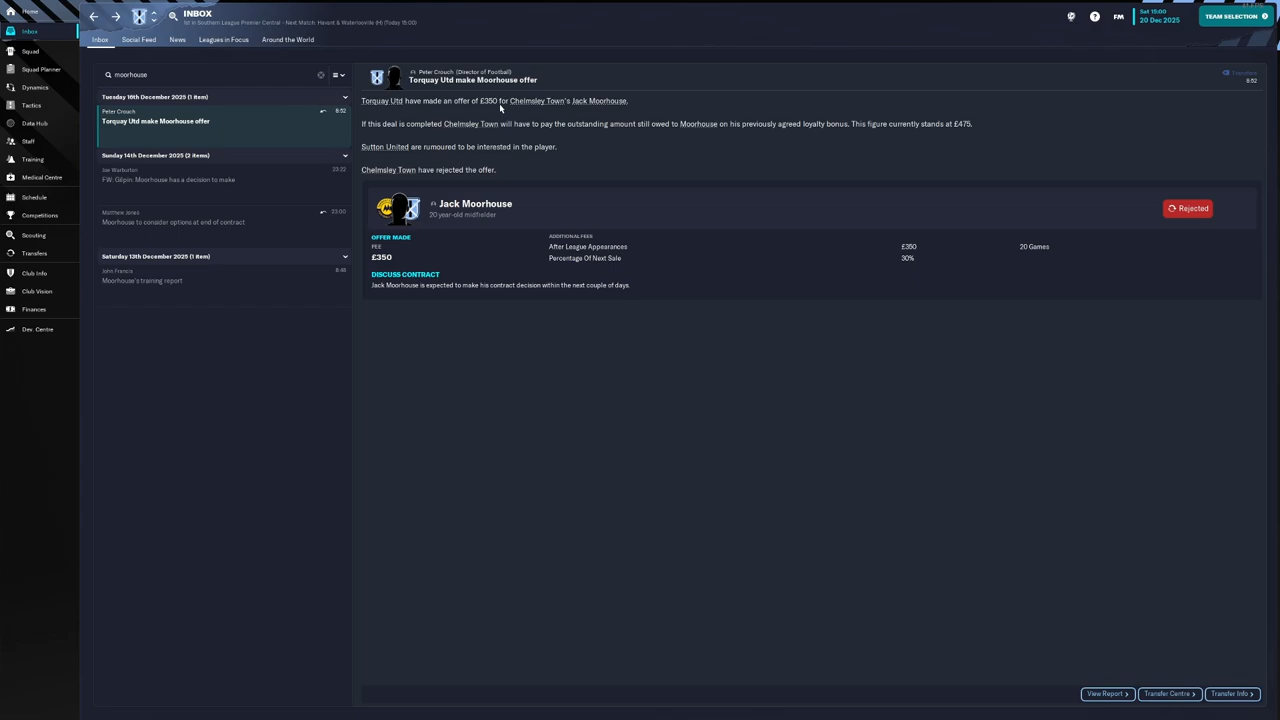 Home
INBOX
1st in Southern League Premier Central - Next Match, Havant & Waterlooville (H) (Today 15:00)
FM
Sat 15:00
20 Dec 2025
TEAM SELECTION
Inbox
Inbox
Social Feed
News
Leagues in Focus
Around the World
Squad
Squad Planner
Dynamics
Tactics
Data Hub
Staff
Training
Medical Centre
Schedule
Competitions
Scouting
Transfers
Club Info
Club Vision
Finances
Dev. Centre
moorhouse
Tuesday 16th December 2025 (1 item)
Peter Crouch
8:52
Torquay Utd make Moorhouse offer
Sunday 14th December 2025 (2 items)
Joe Warburton
23:22
FW: Gëpin: Moorhouse has a decision to make
Matthew Jones
23:00
Moorhouse to consider options at end of contract
Saturday 13th December 2025 (1 item)
John Francis
8:48
Moorhouse's training report
Peter Crouch (Director of Football)
Torquay Utd make Moorhouse offer
Transfers
8:52
Torquay Utd have made an offer of £350 for Chelmsley Town's Jack Moorhouse.
If this deal is completed Chelmsley Town will have to pay the outstanding amount still owed to Moorhouse on his previously agreed loyalty bonus. This figure currently stands at £475.
Sutton United are rumoured to be interested in the player.
Chelmsley Town have rejected the offer.
Jack Moorhouse
20 year-old midfielder
Rejected
OFFER MADE
ADDITIONAL FEES
FEE
After League Appearances
£350
20 Games
£350
Percentage Of Next Sale
30%
DISCUSS CONTRACT
Jack Moorhouse is expected to make his contract decision within the next couple of days.
View Report
Transfer Centre
Transfer Info